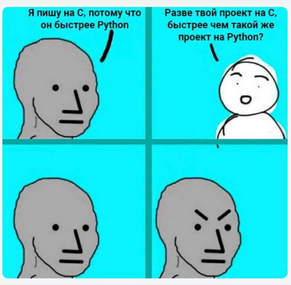 Я пишу на C, потому что
он быстрее Python
Разве твой проект на C,
быстрее чем такой же
проект на Python?